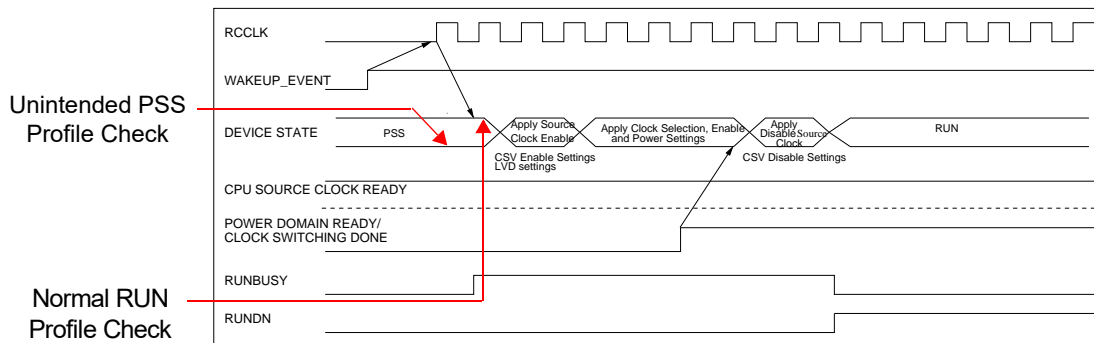 RCCLK
WAKEUP_EVENT
Unintended PSS
Profile Check
DEVICE STATE
PSS
Apply Source
Clock Enable
Apply Clock Selection, Enable
and Power Settings
Apply
Disable Source
Clock
RUN
CSV Enable Settings
LVD settings
CSV Disable Settings
CPU SOURCE CLOCK READY
POWER DOMAIN READY/
CLOCK SWITCHING DONE
RUNBUSY
Normal RUN
Profile Check
RUNDN